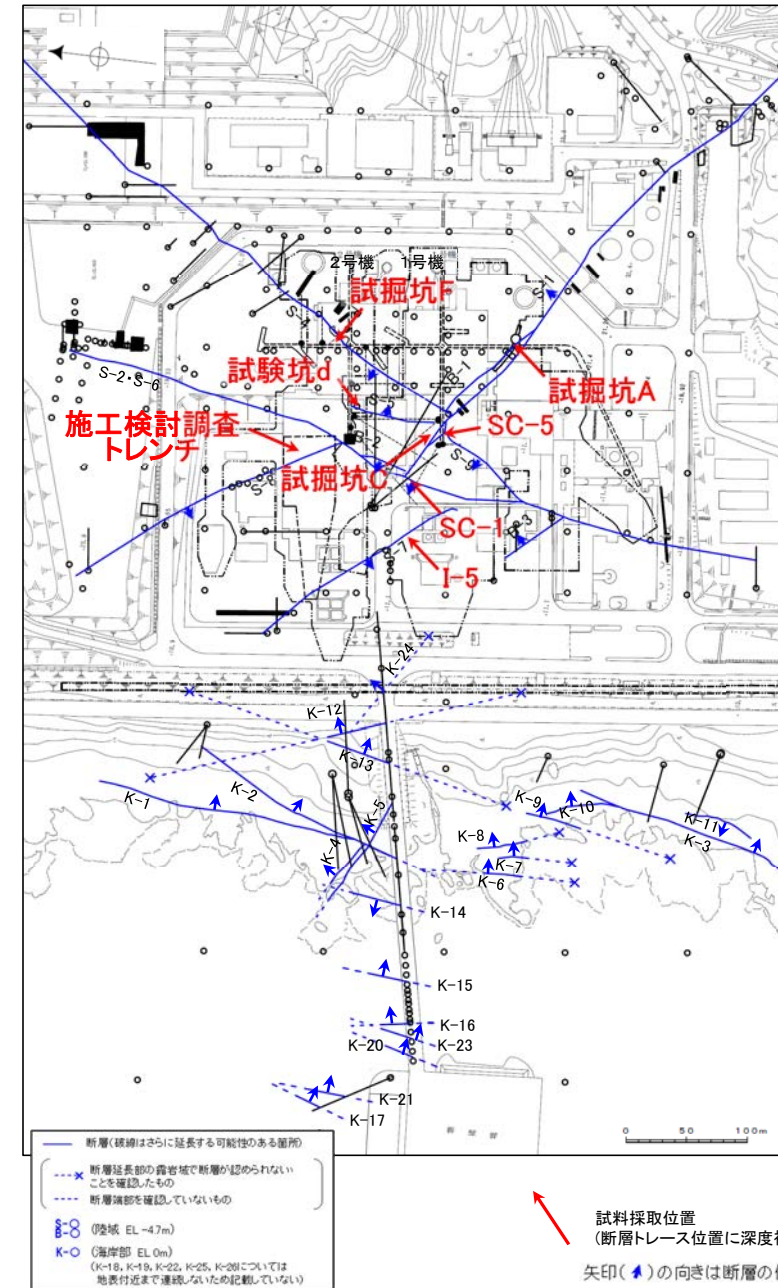 2号機
1号機
試掘坑F
S-1
S-4
試験坑d
B-1
試掘坑A
S-2・S-6
S-5
SC-5
施工検討調査
トレンチ
B-2
試掘坑C
S-9
S-8
SC-1
B-3
I-5
K-24
K-12
K-13
K-1
K-2
K-5
K-4
K-9
K-10
K-11
K-3
K-8
K-7
K-6
K-14
K-15
K-16
K-20
K-23
K-21
K-17
0 50 100m
断層(破線はさらに延長する可能性のある箇所)
断層延長部の露岩域で断層が認められない
ことを確認したもの
断層端部を確認していないもの
S-○
B-○
(陸域 EL -4.7m)
K-○ (海岸部 EL 0m)
(K-18, K-19, K-22, K-25, K-26については
地表付近まで連続しないため記載していない)
試料採取位置
(断層トレース位置に深度
矢印( )の向きは断層の